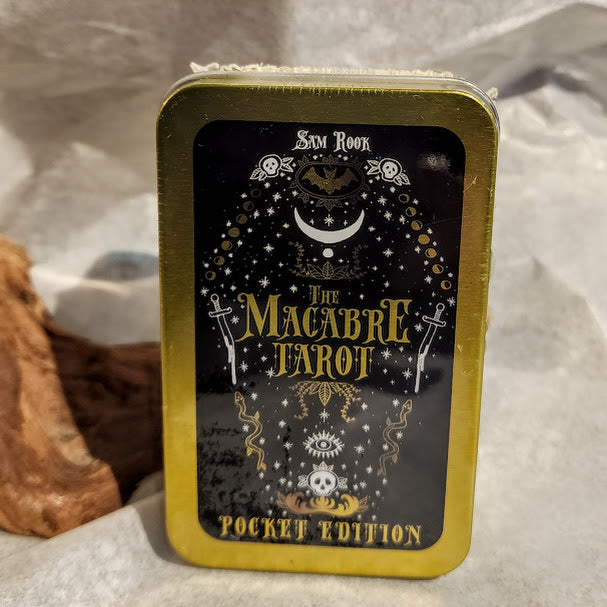 SAM ROOK
THE
MACABRE
TAROT
POCKET EDITION